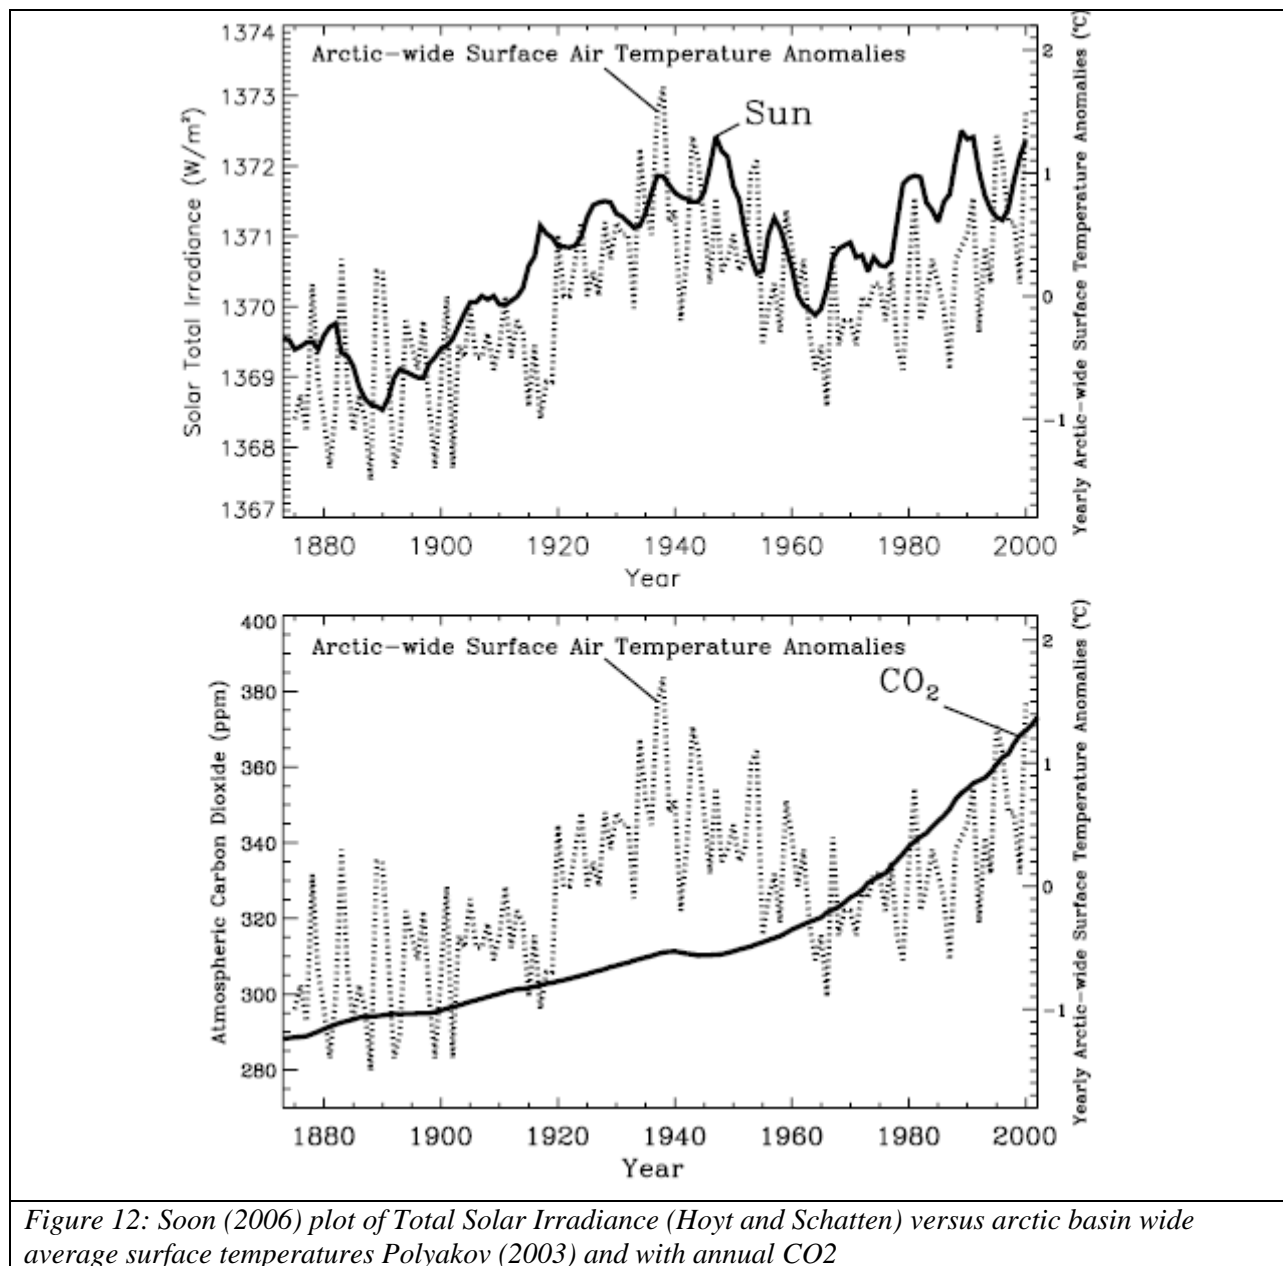 1374
1373
1372
1371
1370
1369
1368
1367
Solar Total Irradiance (W/m²)
Arctic-wide Surface Air Temperature Anomalies
Sun
2
1
0
-1
Yearly Arctic-wide Surface Temperature Anomalies (°C)
1880 1900 1920 1940 1960 1980 2000
Year
400
380
360
340
320
300
280
Atmospheric Carbon Dioxide (ppm)
Arctic-wide Surface Air Temperature Anomalies
CO₂
2
1
0
-1
Yearly Arctic-wide Surface Temperature Anomalies (°C)
1880 1900 1920 1940 1960 1980 2000
Year
Figure 12: Soon (2006) plot of Total Solar Irradiance (Hoyt and Schatten) versus arctic basin wide
average surface temperatures Polyakov (2003) and with annual CO2